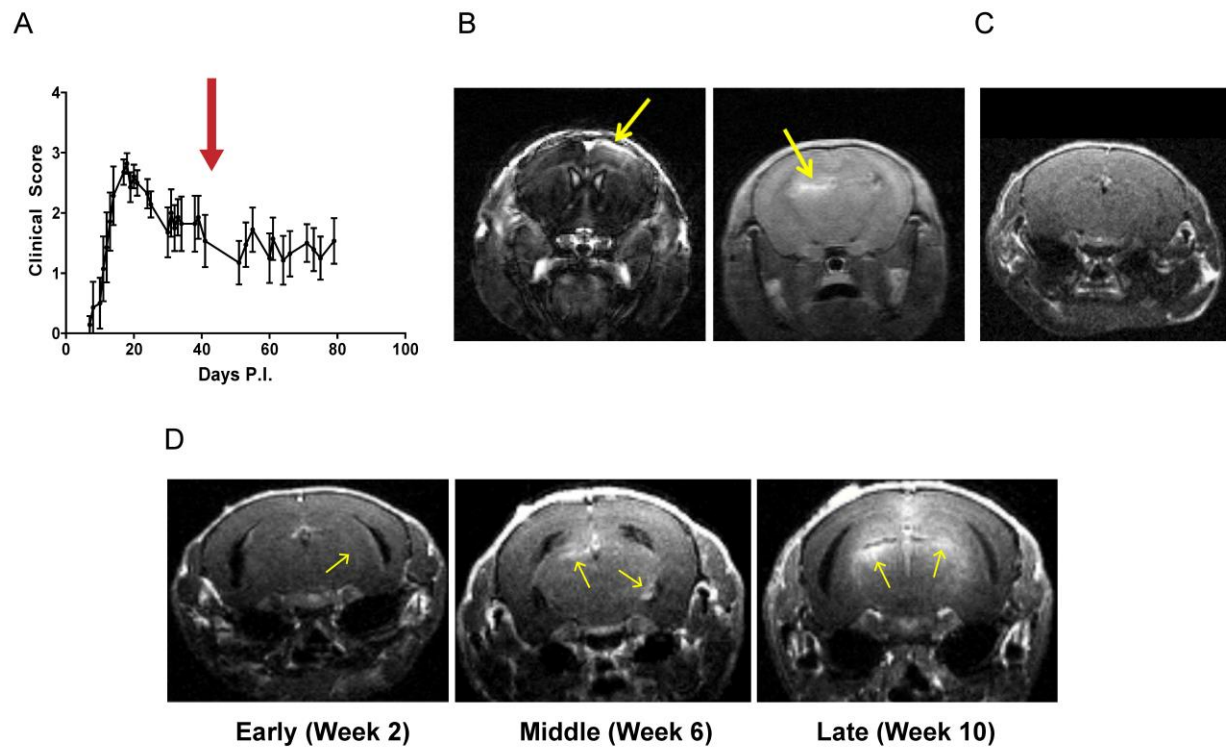 A
B
C
4
3
2
1
0
Clinical Score
0 20 40 60 80 100
Days P.I.
D
Early (Week 2)
Middle (Week 6)
Late (Week 10)